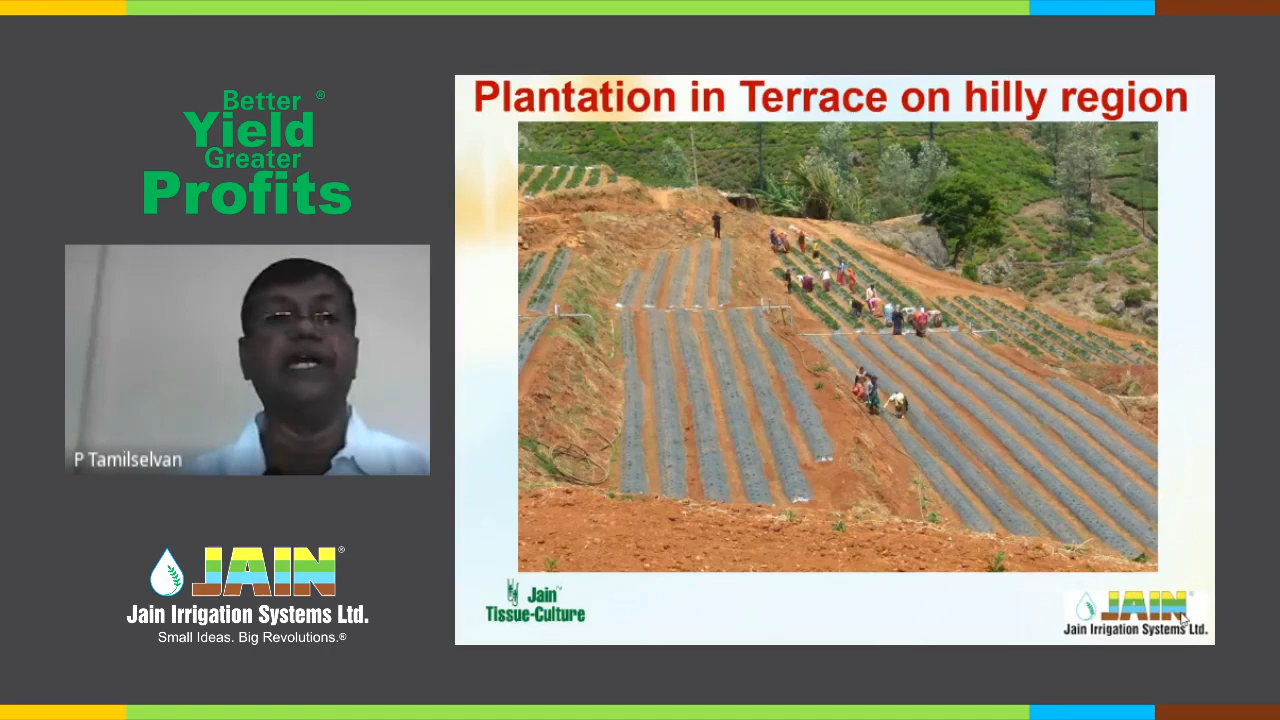 Better ®
Yield
Greater
Profits
P Tamilselvan
JAIN®
Jain Irrigation Systems Ltd.
Small Ideas. Big Revolutions.®
Plantation in Terrace on hilly region
Jain
Tissue-Culture
JAIN®
Jain Irrigation Systems Ltd.